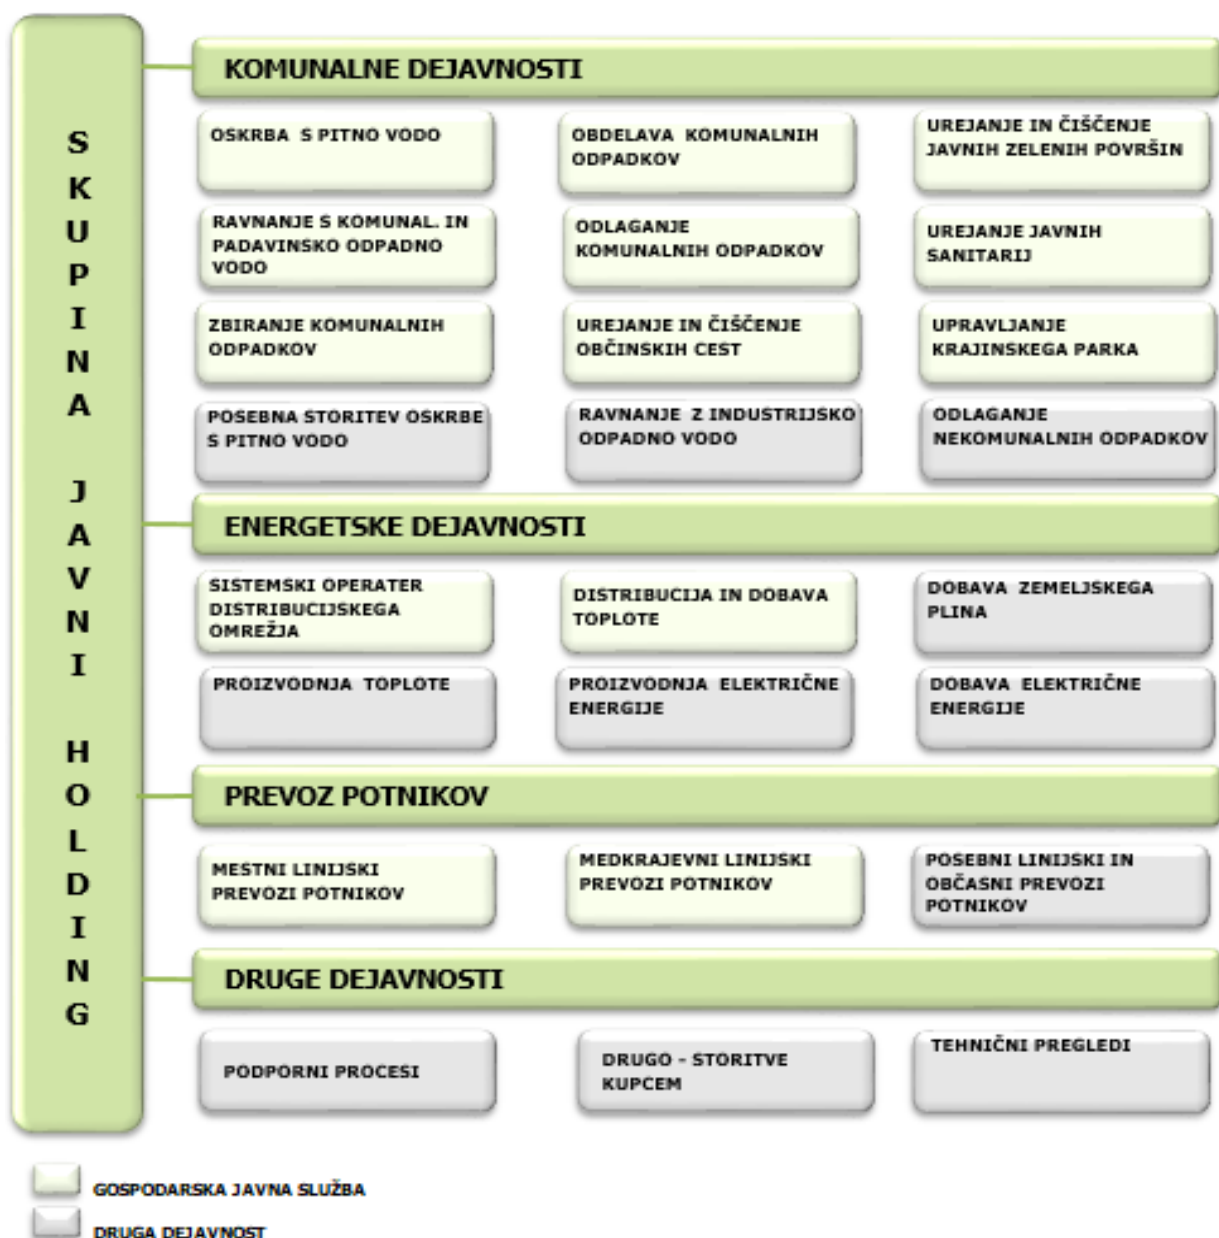 SKUPINA JAVNI HOLDING
KOMUNALNE DEJAVNOSTI
OSKRBA S PITNO VODO
OBDELAVA KOMUNALNIH
ODPADKOV
UREJANJE IN ČIŠČENJE
JAVNIH ZELENIH POVRŠIN
RAVNANJE S KOMUNAL. IN
PADAVINSKO ODPADNO
VODO
ODLAGANJE
KOMUNALNIH ODPADKOV
UREJANJE JAVNIH
SANITARIJ
ZBIRANJE KOMUNALNIH
ODPADKOV
UREJANJE IN ČIŠČENJE
OBČINSKIH CEST
UPRAVLJANJE
KRAJINSKEGA PARKA
POSEBNA STORITEV OSKRBE
S PITNO VODO
RAVNANJE Z INDUSTRIJSKO
ODPADNO VODO
ODLAGANJE
NEKOMUNALNIH ODPADKOV
ENERGETSKE DEJAVNOSTI
SISTEMSKI OPERATER
DISTRIBUCIJSKEGA
OMREŽJA
DISTRIBUCIJA IN DOBAVA
TOPLOTE
DOBAVA ZEMELJSKEGA
PLINA
PROIZVODNJA TOPLOTE
PROIZVODNJA ELEKTRIČNE
ENERGIJE
DOBAVA ELEKTRIČNE
ENERGIJE
PREVOZ POTNIKOV
MESTNI LINIJSKI
PREVOZI POTNIKOV
MEDKRAJEVNI LINIJSKI
PREVOZI POTNIKOV
POSEBNI LINIJSKI IN
OBČASNI PREVOZI
POTNIKOV
DRUGE DEJAVNOSTI
PODPORNI PROCESI
DRUGO - STORITVE
KUPCEM
TEHNIČNI PREGLEDI
GOSPODARSKA JAVNA SLUŽBA
DRUGA DEJAVNOST